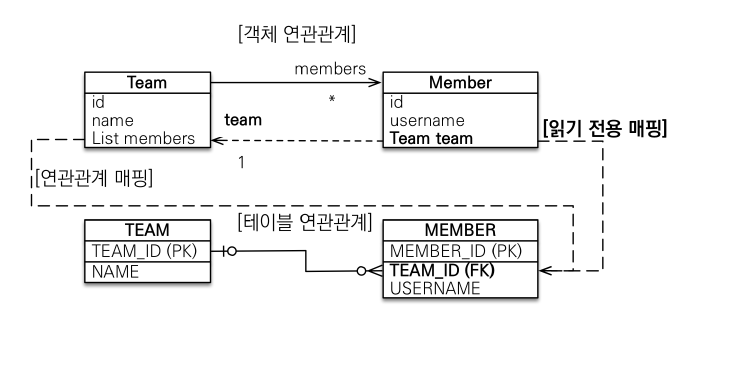 [객체 연관관계]
members
Team
Member
*
id
name
List members
team
id
username
Team team
[읽기 전용 매핑]
1
[연관관계 매핑]
[테이블 연관관계]
TEAM
TEAM_ID (PK)
NAME
MEMBER
MEMBER_ID (PK)
TEAM_ID (FK)
USERNAME